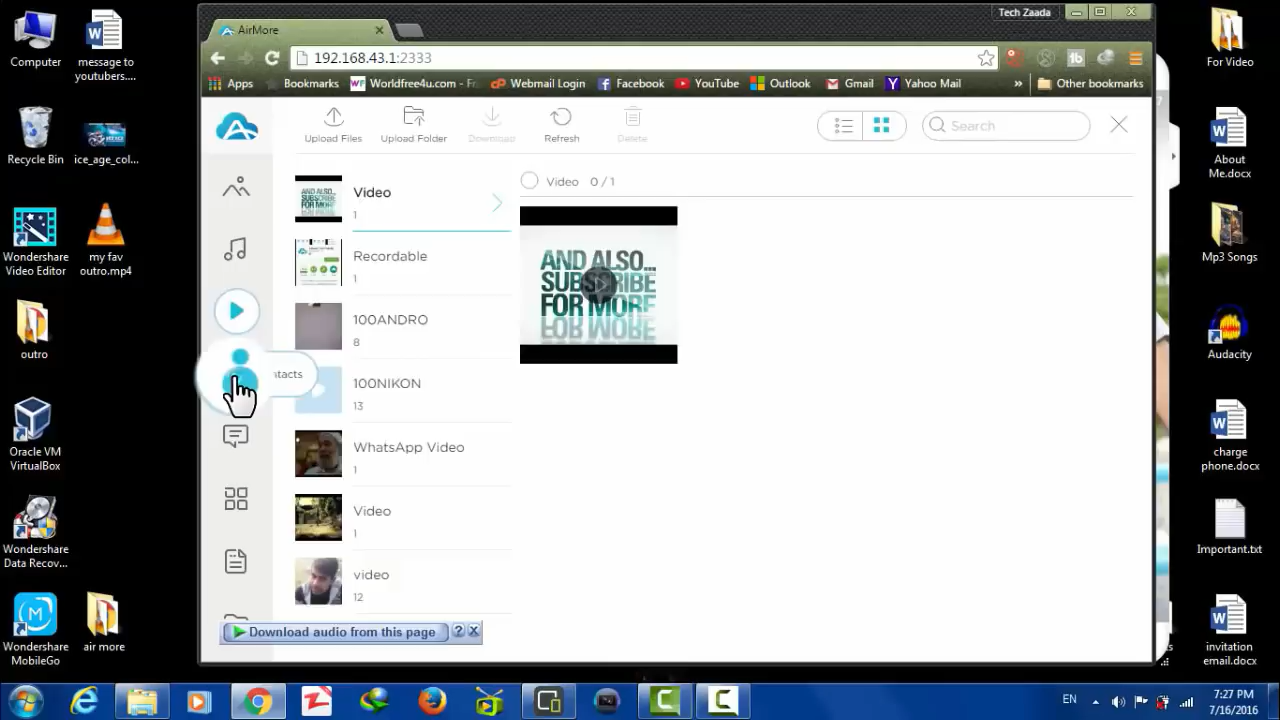 Tech Zaada
AirMore
192.168.43.1:2333
Apps
Bookmarks
Worldfree4u.com - Fr
Webmail Login
Facebook
YouTube
Outlook
Gmail
Yahoo Mail
»
Other bookmarks
Upload Files
Upload Folder
Download
Refresh
Delete
Search
Video
1
Recordable
1
100ANDRO
8
100NIKON
13
WhatsApp Video
1
Video
1
video
12
Video 0 / 1
AND ALSO...
SUBSCRIBE
FOR MORE
ntacts
Download audio from this page
?
Computer
message to
youtubers....
Recycle Bin
ice_age_col...
Wondershare
Video Editor
my fav
outro.mp4
outro
Oracle VM
VirtualBox
Wondershare
Data Recov...
Wondershare
MobileGo
air more
For Video
About
Me.docx
Mp3 Songs
Audacity
charge
phone.docx
Important.txt
invitation
email.docx
EN
7:27 PM
7/16/2016